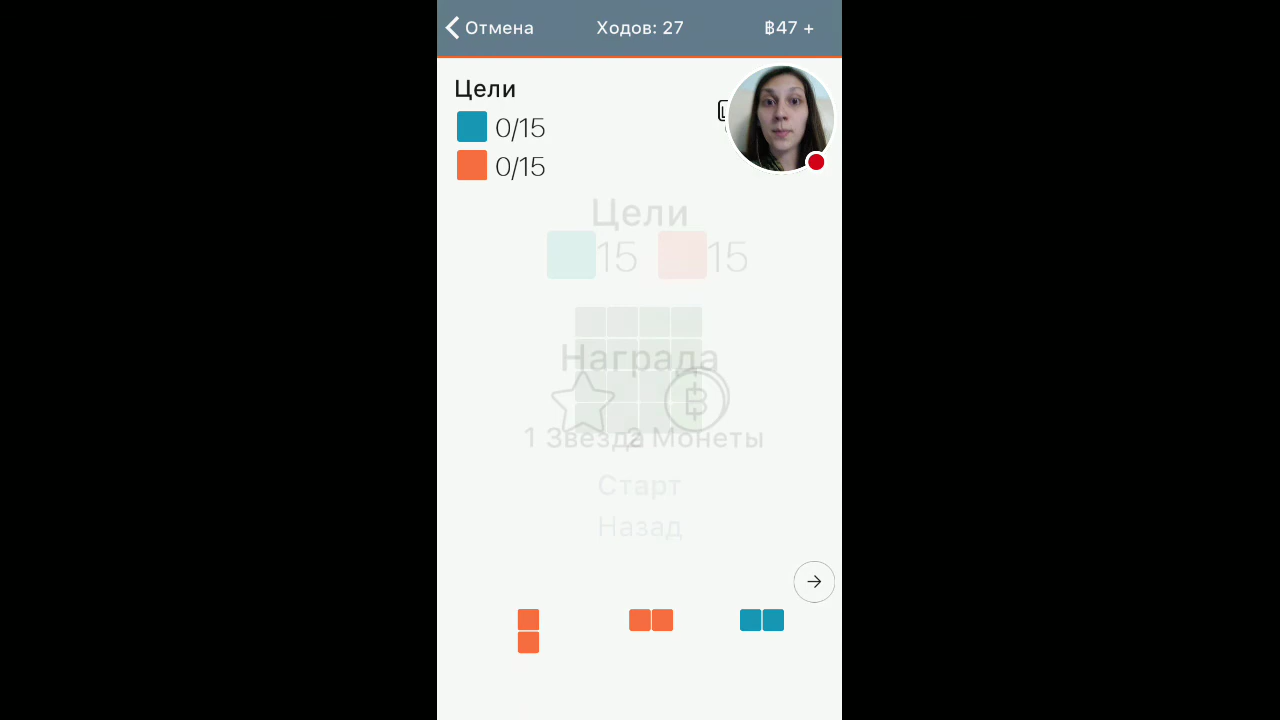 Отмена
Ходов: 27
฿47 +
Цели
0/15
0/15
Цели
15
15
Награда
1 Звезда
2 Монеты
Старт
Назад